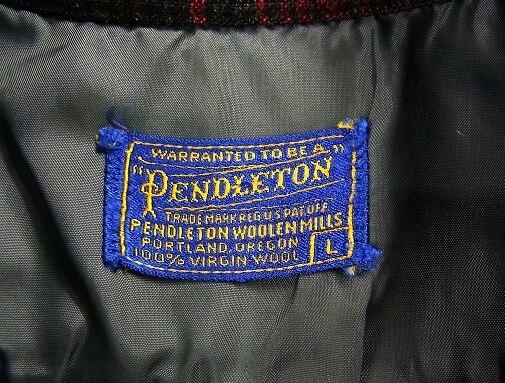 WARRANTED TO BE A
"PENDLETON"
TRADE MARK REG U.S. PAT. OFF
PENDLETON WOOLEN MILLS
PORTLAND, OREGON
100% VIRGIN WOOL
L